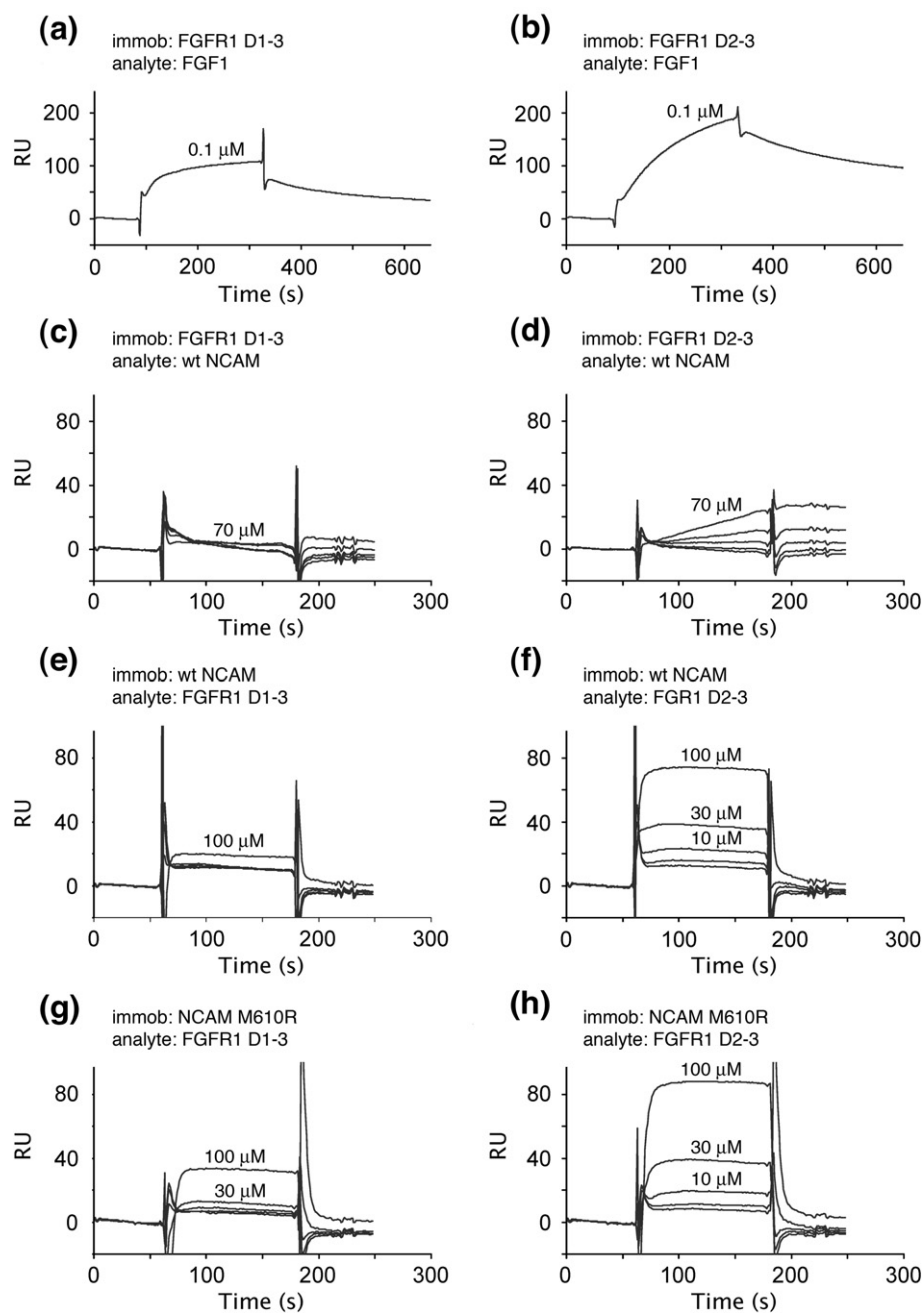 (a)
immob: FGFR1 D1-3
analyte: FGF1
200
100
0
RU
0.1 µM
0 200 400 600
Time (s)
(b)
immob: FGFR1 D2-3
analyte: FGF1
200
100
0
RU
0.1 µM
0 200 400 600
Time (s)
(c)
immob: FGFR1 D1-3
analyte: wt NCAM
80
40
0
RU
70 µM
0 100 200 300
Time (s)
(d)
immob: FGFR1 D2-3
analyte: wt NCAM
80
40
0
RU
70 µM
0 100 200 300
Time (s)
(e)
immob: wt NCAM
analyte: FGFR1 D1-3
80
40
0
RU
100 µM
0 100 200 300
Time (s)
(f)
immob: wt NCAM
analyte: FGR1 D2-3
80
40
0
RU
100 µM
30 µM
10 µM
0 100 200 300
Time (s)
(g)
immob: NCAM M610R
analyte: FGFR1 D1-3
80
40
0
RU
100 µM
30 µM
0 100 200 300
Time (s)
(h)
immob: NCAM M610R
analyte: FGFR1 D2-3
80
40
0
RU
100 µM
30 µM
10 µM
0 100 200 300
Time (s)